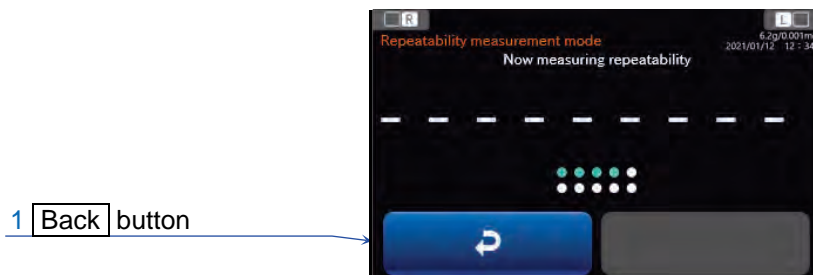 R
L
Repeatability measurement mode
6.2g/0.001m
2021/01/12 12:34
Now measuring repeatability
- - - - - - - - -
1 Back button